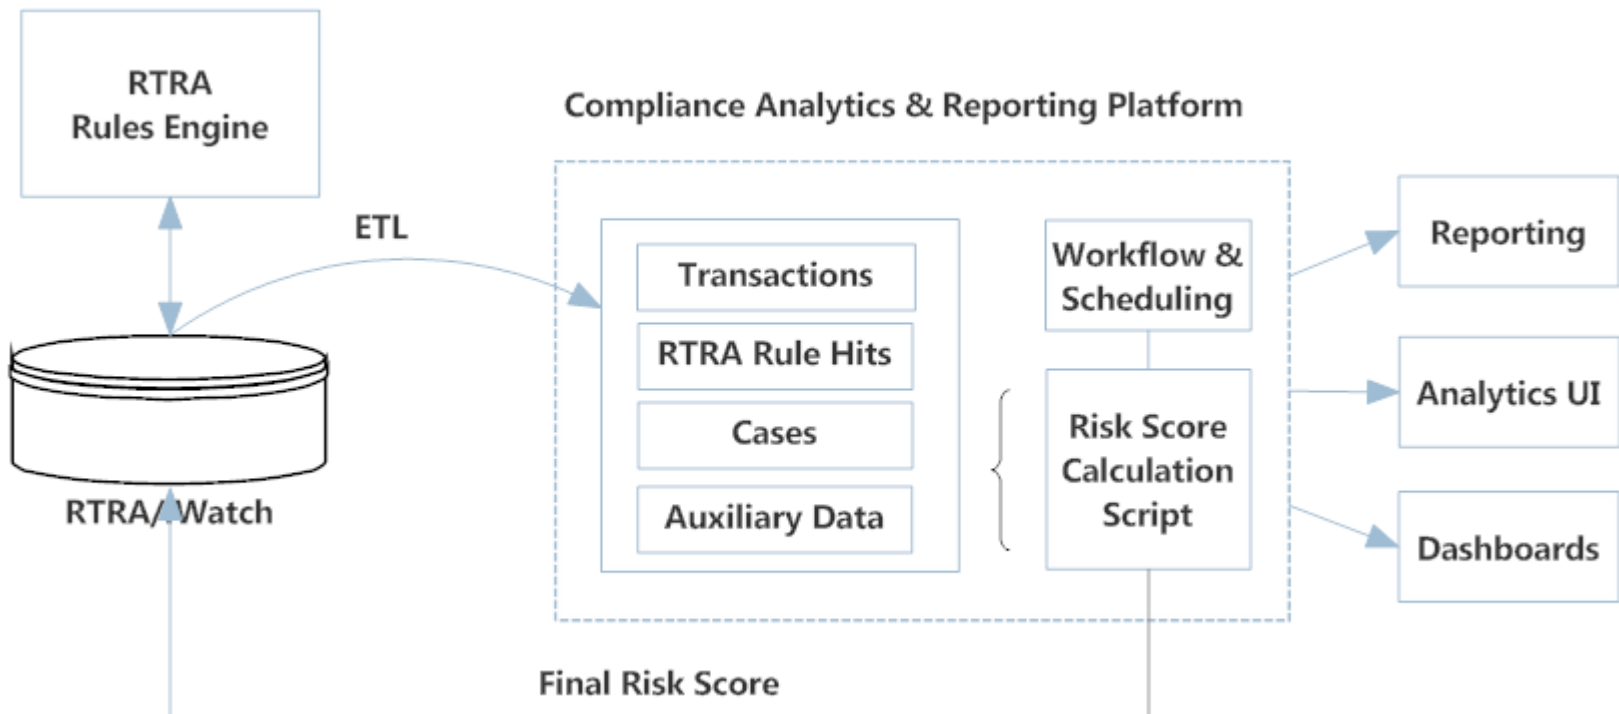 RTRA
Rules Engine
Compliance Analytics & Reporting Platform
ETL
Transactions
RTRA Rule Hits
Cases
Auxiliary Data
Workflow &
Scheduling
Risk Score
Calculation
Script
Reporting
Analytics UI
Dashboards
RTRA/ Watch
Final Risk Score